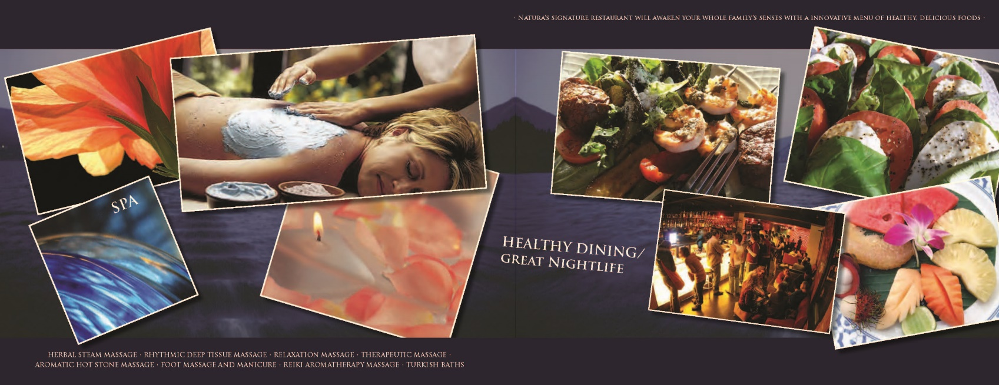 · Natura's signature restaurant will awaken your whole family's senses with a innovative menu of healthy, delicious foods ·
SPA
Healthy Dining/
great Nightlife
Herbal Steam Massage · Rhythmic Deep Tissue Massage · Relaxation Massage · Therapeutic Massage ·
Aromatic Hot Stone Massage · Foot Massage and Manicure · Reiki Aromatherapy Massage · Turkish Baths